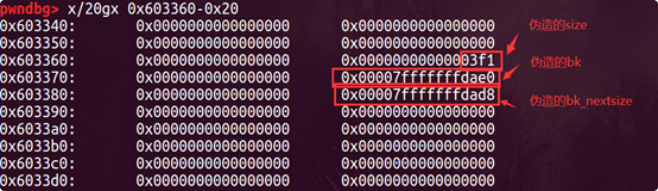 pwndbg> x/20gx 0x603360-0x20
0x603340: 0x0000000000000000 0x0000000000000000
0x603350: 0x0000000000000000 0x0000000000000000
0x603360: 0x0000000000000000 0x00000000000003f1 伪造的size
0x603370: 0x0000000000000000 0x00007fffffffdae0 伪造的bk
0x603380: 0x0000000000000000 0x00007fffffffdad8 伪造的bk_nextsize
0x603390: 0x0000000000000000 0x0000000000000000
0x6033a0: 0x0000000000000000 0x0000000000000000
0x6033b0: 0x0000000000000000 0x0000000000000000
0x6033c0: 0x0000000000000000 0x0000000000000000
0x6033d0: 0x0000000000000000 0x0000000000000000